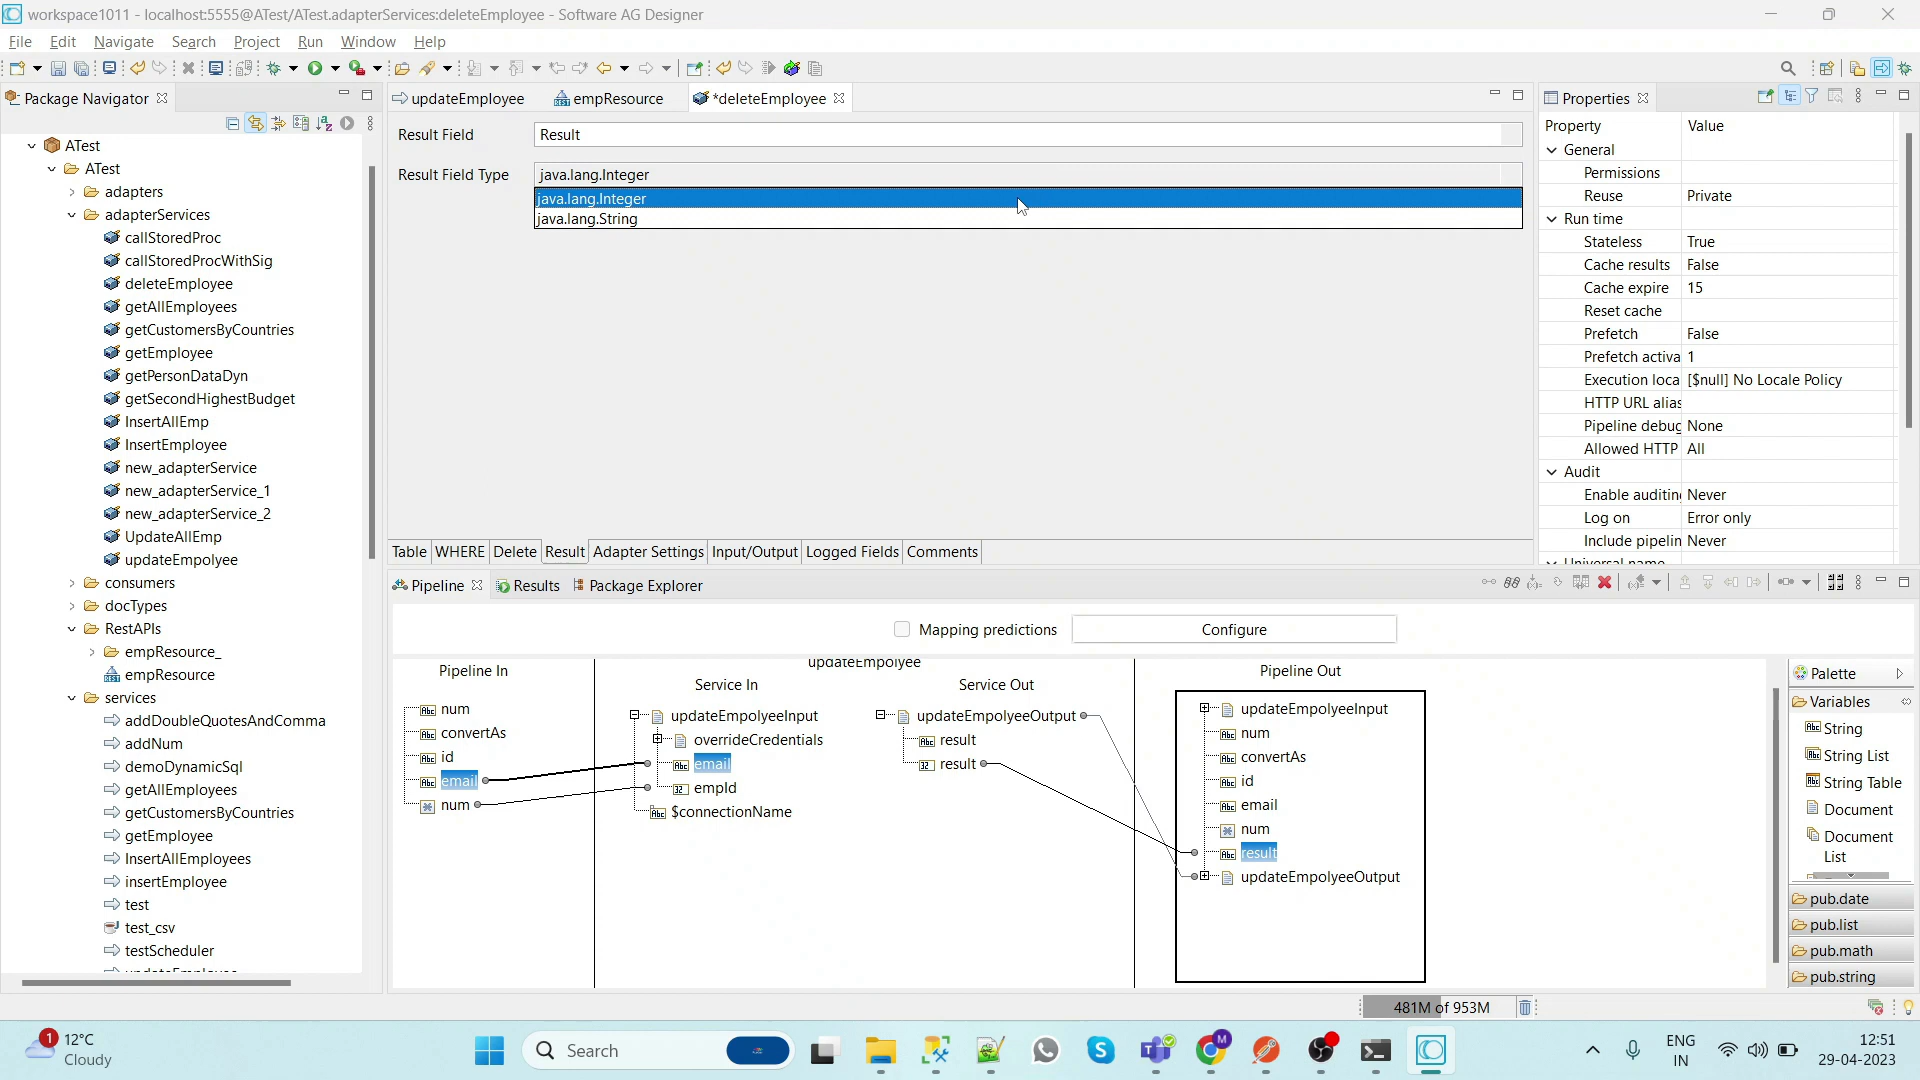 workspace1011 - localhost:5555@ATest/ATest.adapterServices:deleteEmployee - Software AG Designer
File Edit Navigate Search Project Run Window Help
Package Navigator
updateEmployee empResource *deleteEmployee
Properties
ATest
ATest
adapters
adapterServices
callStoredProc
callStoredProcWithSig
deleteEmployee
getAllEmployees
getCustomersByCountries
getEmployee
getPersonDataDyn
getSecondHighestBudget
InsertAllEmp
InsertEmployee
new_adapterService
new_adapterService_1
new_adapterService_2
UpdateAllEmp
updateEmpolyee
consumers
docTypes
RestAPIs
empResource_
empResource
services
addDoubleQuotesAndComma
addNum
demoDynamicSql
getAllEmployees
getCustomersByCountries
getEmployee
InsertAllEmployees
insertEmployee
test
test_csv
testScheduler
Result Field Result
Result Field Type java.lang.Integer
java.lang.Integer
java.lang.String
Table WHERE Delete Result Adapter Settings Input/Output Logged Fields Comments
Property Value
General
Permissions
Reuse Private
Run time
Stateless True
Cache results False
Cache expire 15
Reset cache
Prefetch False
Prefetch activa 1
Execution loca [$null] No Locale Policy
HTTP URL alias
Pipeline debug None
Allowed HTTP All
Audit
Enable auditing Never
Log on Error only
Include pipelin Never
Universal name
Pipeline Results Package Explorer
Mapping predictions Configure
updateEmpolyee
Pipeline In
num
convertAs
id
email
num
Service In
updateEmpolyeeInput
overrideCredentials
email
empId
$connectionName
Service Out
updateEmpolyeeOutput
result
result
Pipeline Out
updateEmpolyeeInput
num
convertAs
id
email
num
result
updateEmpolyeeOutput
Palette
Variables
String
String List
String Table
Document
Document
List
pub.date
pub.list
pub.math
pub.string
481M of 953M
1
12°C
Cloudy
Search
M
ENG
IN
12:51
29-04-2023